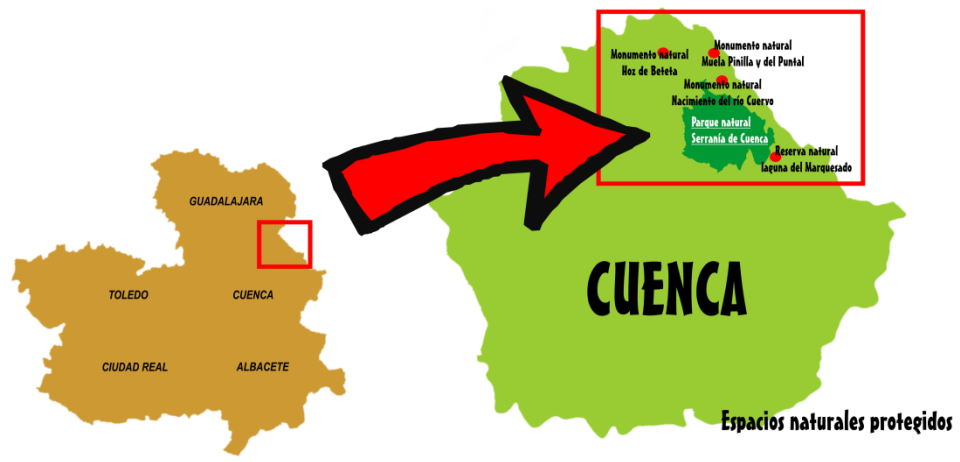 GUADALAJARA
TOLEDO
CUENCA
CIUDAD REAL
ALBACETE
Monumento natural
Hoz de Beteta
Monumento natural
Muela Pinilla y del Puntal
Monumento natural
Nacimiento del río Cuervo
Parque natural
Serranía de Cuenca
Reserva natural
laguna del Marquesado
CUENCA
Espacios naturales protegidos